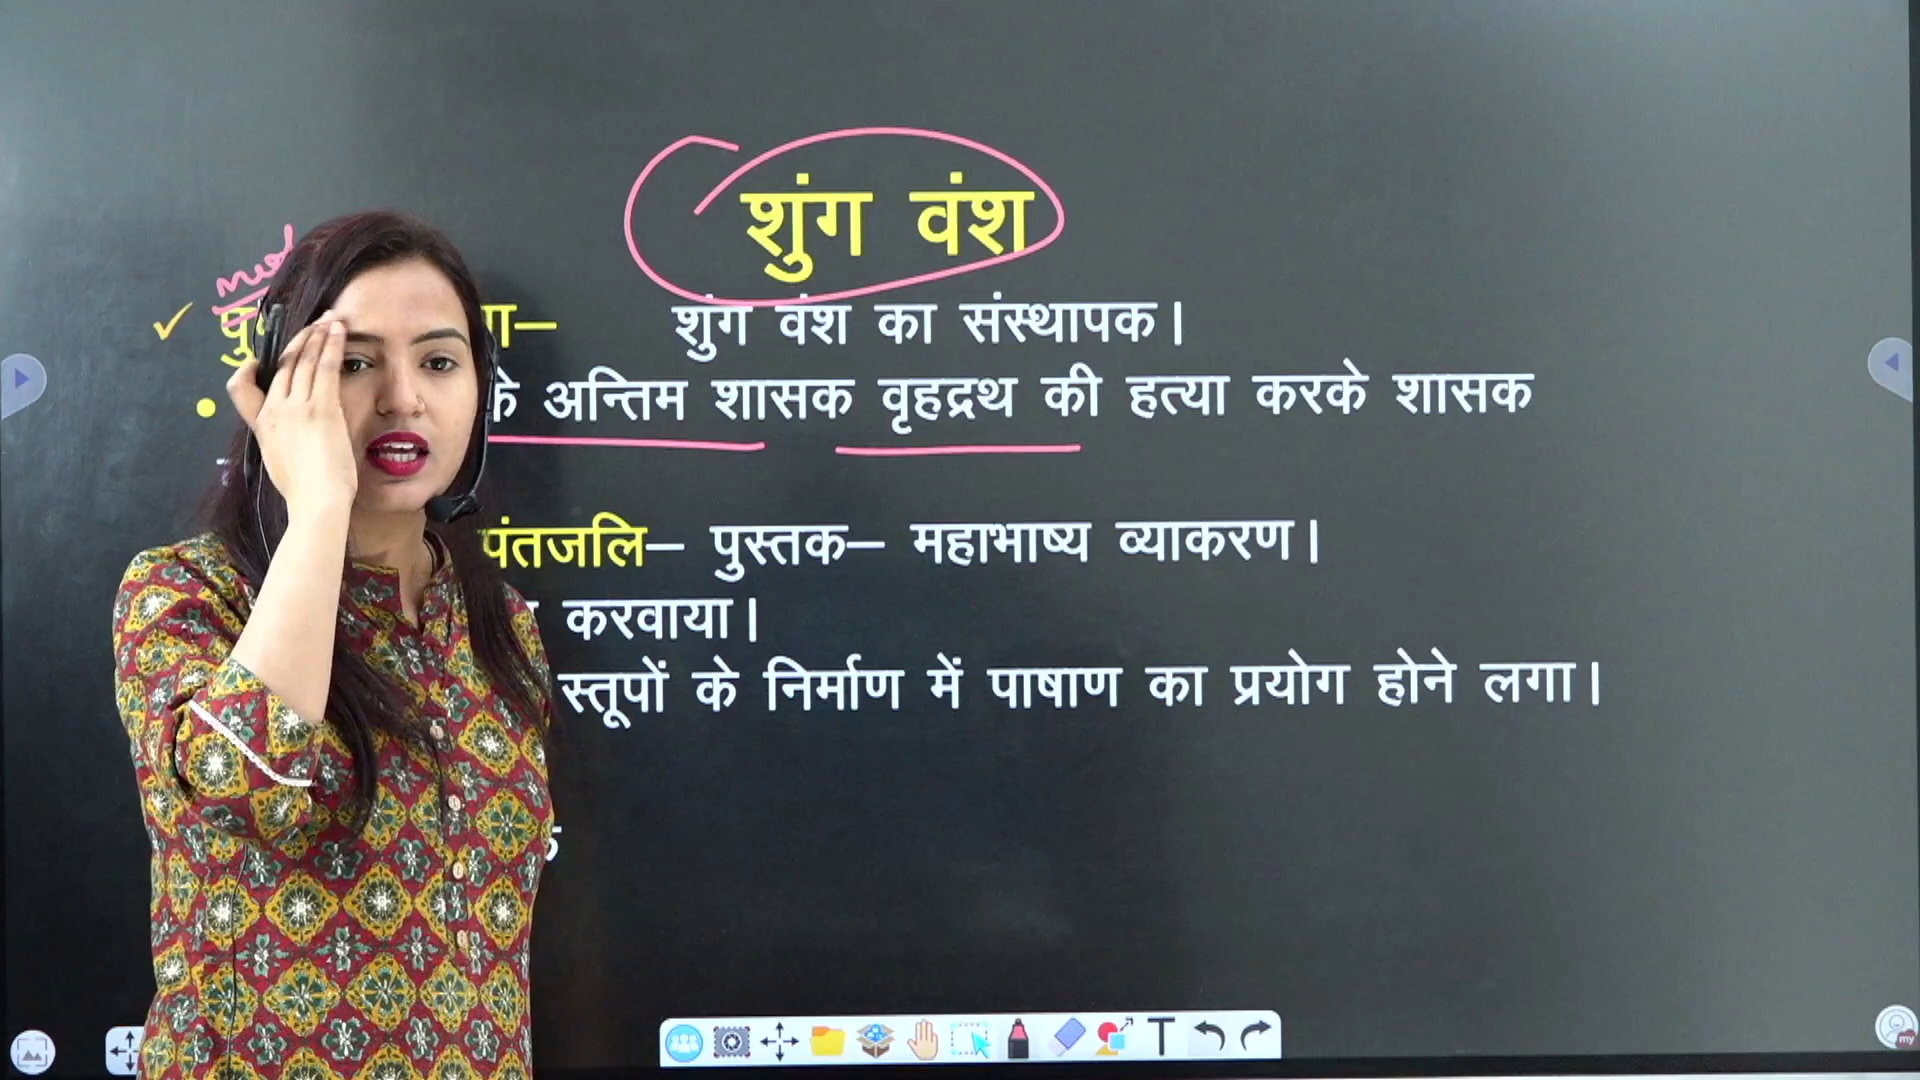 शुंग वंश
शुंग वंश का संस्थापक।
के अन्तिम शासक वृहद्रथ की हत्या करके शासक
पंतजलि– पुस्तक– महाभाष्य व्याकरण।
करवाया।
स्तूपों के निर्माण में पाषाण का प्रयोग होने लगा।